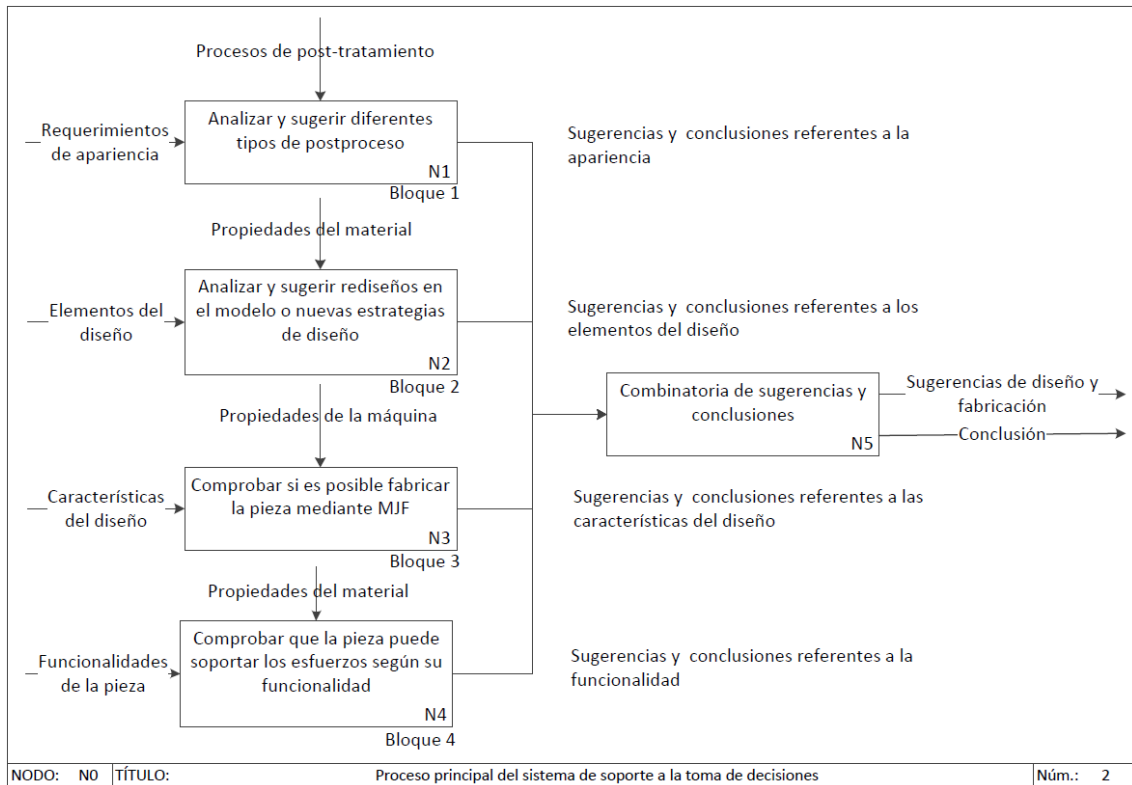 Procesos de post-tratamiento
Requerimientos
de apariencia
Analizar y sugerir diferentes
tipos de postproceso
N1
Bloque 1
Sugerencias y conclusiones referentes a la
apariencia
Propiedades del material
Elementos del
diseño
Analizar y sugerir rediseños en
el modelo o nuevas estrategias
de diseño
N2
Bloque 2
Sugerencias y conclusiones referentes a los
elementos del diseño
Propiedades de la máquina
Combinatoria de sugerencias y
conclusiones
N5
Sugerencias de diseño y
fabricación
Conclusión
Características
del diseño
Comprobar si es posible fabricar
la pieza mediante MJF
N3
Bloque 3
Sugerencias y conclusiones referentes a las
características del diseño
Propiedades del material
Funcionalidades
de la pieza
Comprobar que la pieza puede
soportar los esfuerzos según su
funcionalidad
N4
Bloque 4
Sugerencias y conclusiones referentes a la
funcionalidad
NODO: N0 TÍTULO: Proceso principal del sistema de soporte a la toma de decisiones Núm.: 2